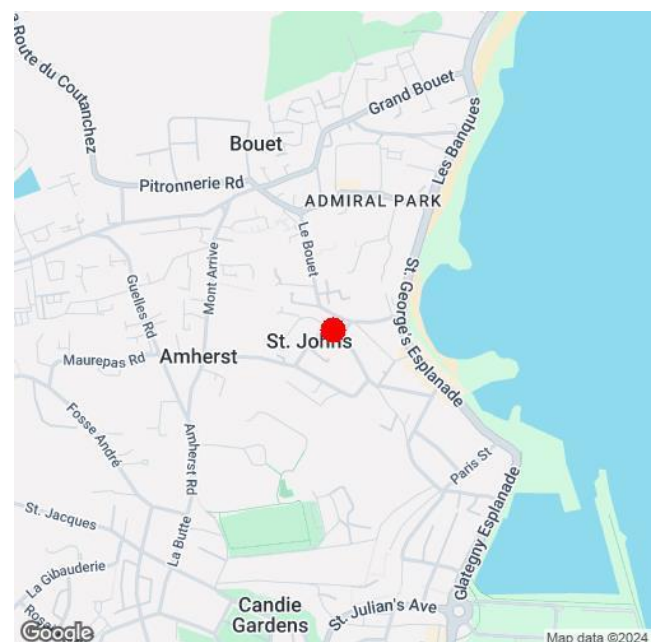 La Route du Coutanchez
Grand Bouet
Bouet
Les Banques
Pitronnerie Rd
ADMIRAL PARK
Le Bouet
Mont Arrive
St. George's Esplanade
Guelles Rd
St. Johns
Maurepas Rd
Amherst
Fosse André
Amherst Rd
Paris St
St. Jacques
La Butte
Glategny Esplanade
La Gibauderie
Candie
Gardens
St. Julian's Ave
Google
Map data ©2024